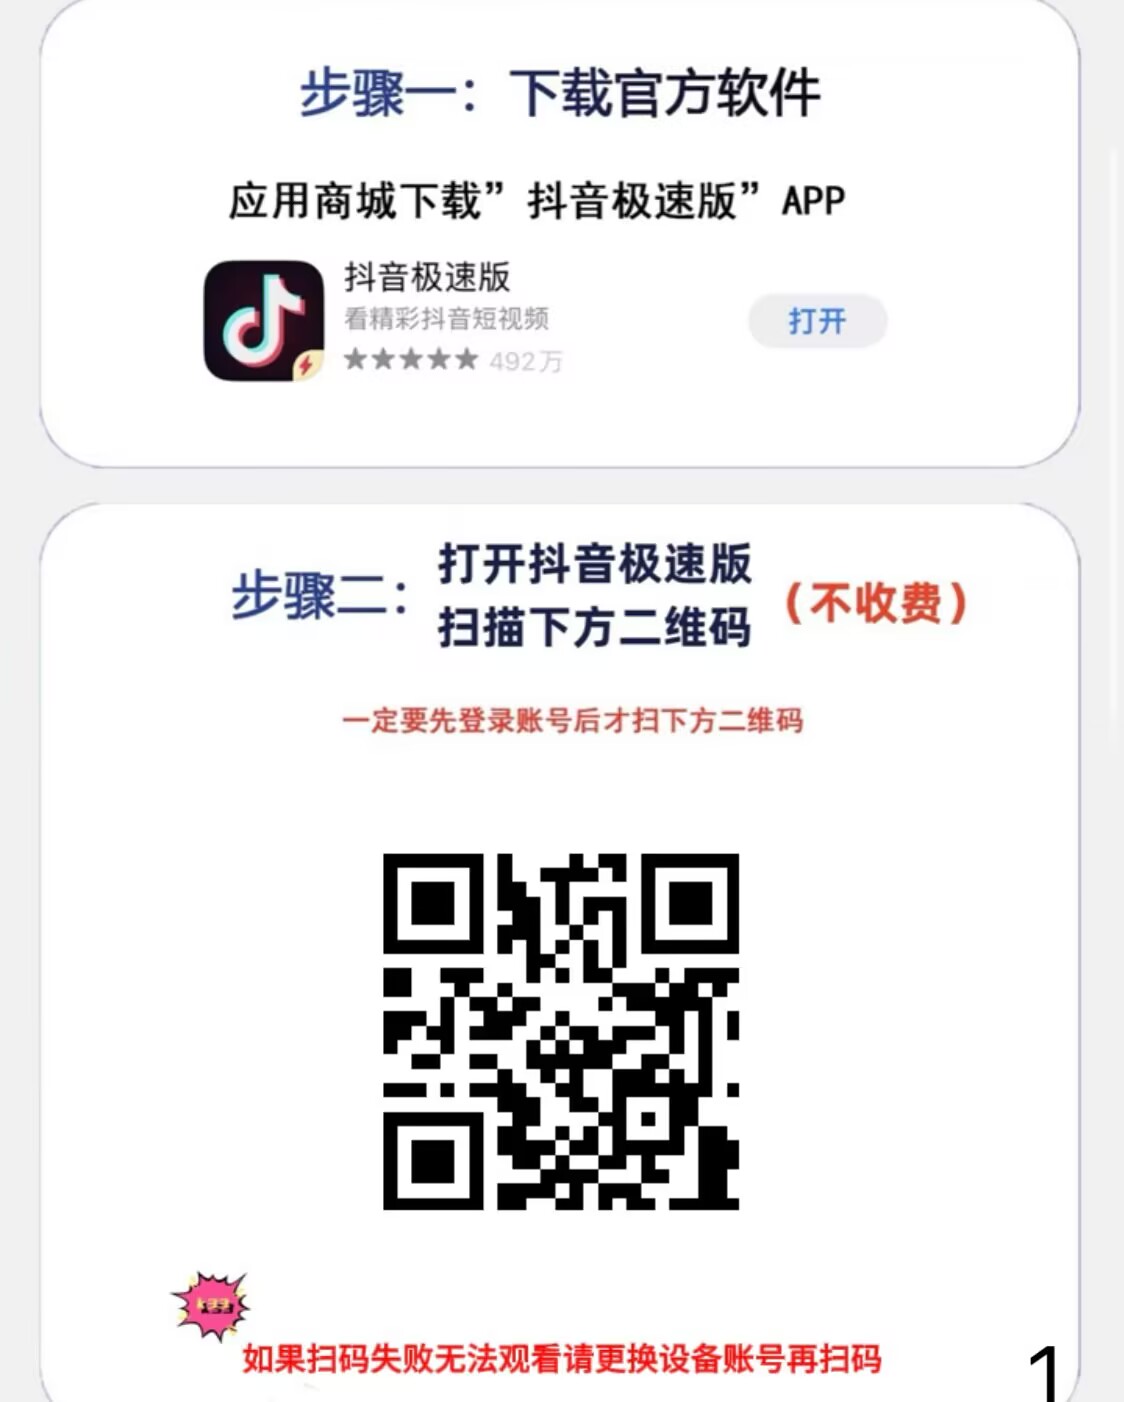 步骤一：下载官方软件
应用商城下载”抖音极速版”APP
抖音极速版
看精彩抖音短视频
★★★★★ 492万
打开
步骤二：
打开抖音极速版
扫描下方二维码
（不收费）
一定要先登录账号后才扫下方二维码
如果扫码失败无法观看请更换设备账号再扫码
1